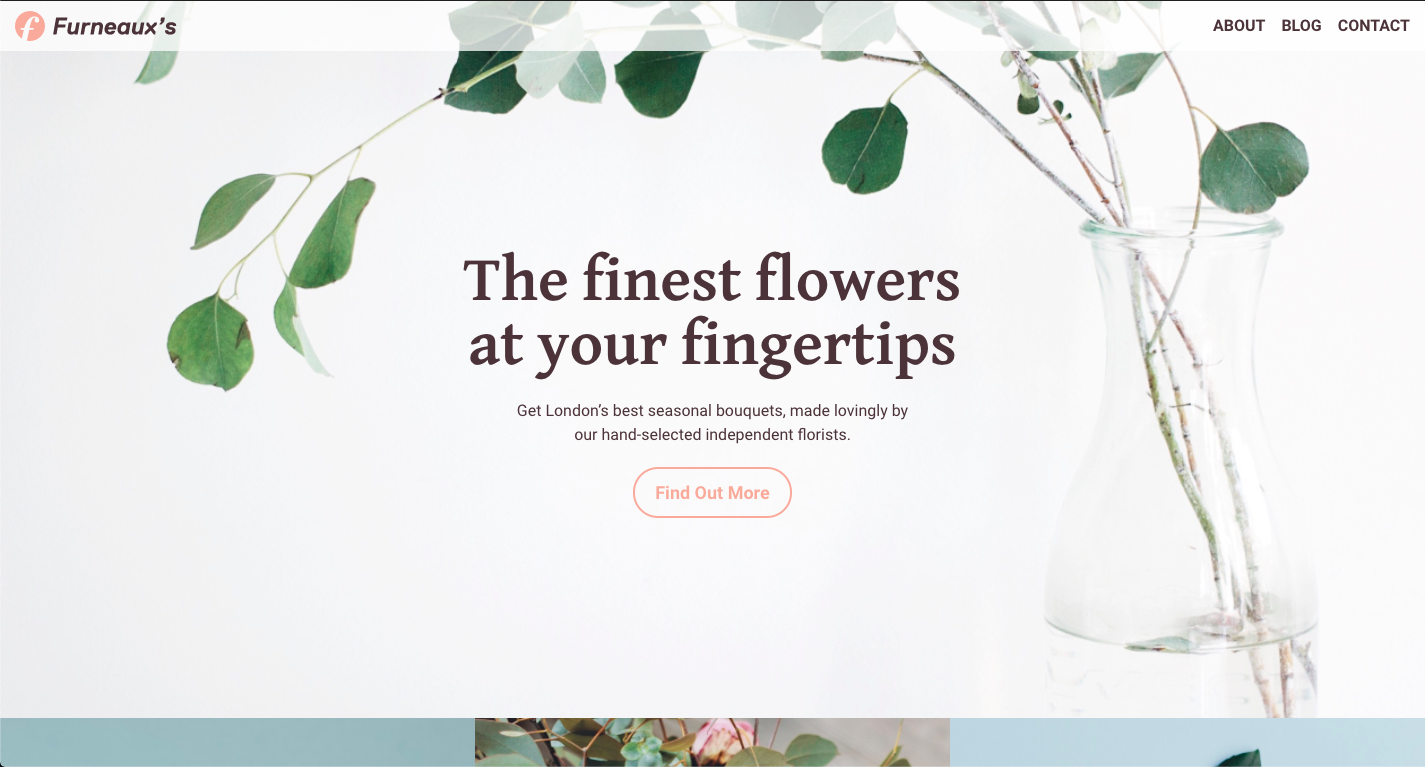 Furneaux’s
ABOUT BLOG CONTACT
The finest flowers
at your fingertips
Get London’s best seasonal bouquets, made lovingly by
our hand-selected independent florists.
Find Out More